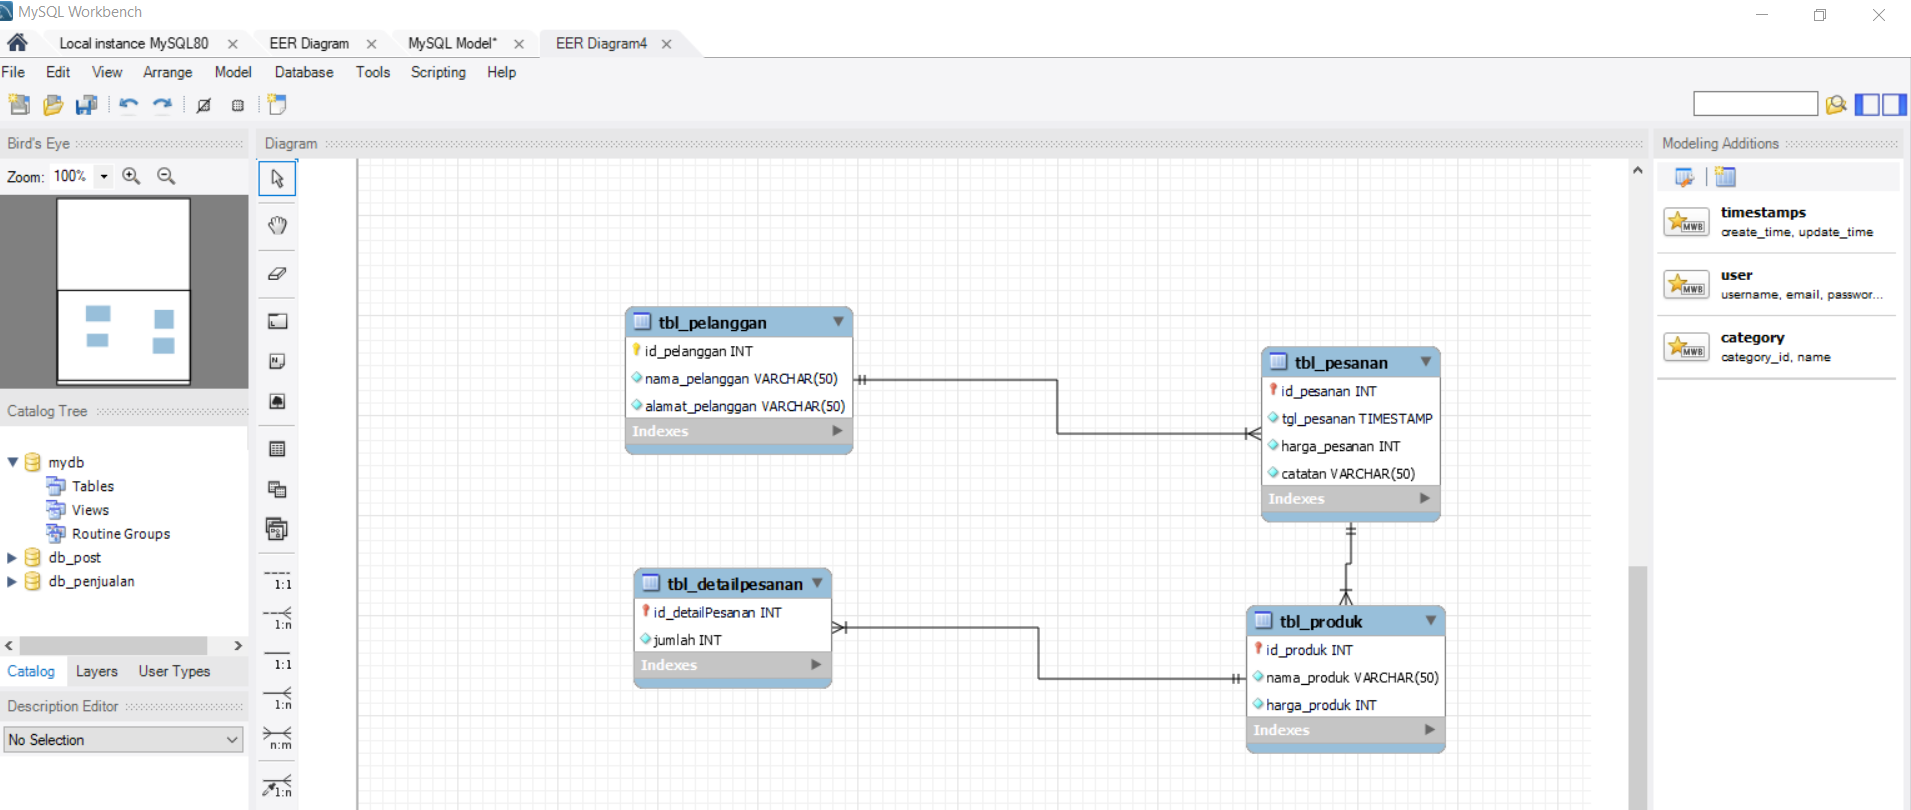 MySQL Workbench
Local instance MySQL80
EER Diagram
MySQL Model*
EER Diagram4
File Edit View Arrange Model Database Tools Scripting Help
Bird's Eye
Zoom: 100%
Catalog Tree
mydb
Tables
Views
Routine Groups
db_post
db_penjualan
Catalog Layers User Types
Description Editor
No Selection
Diagram
1:1
1:n
1:1
1:n
n:m
1:n
tbl_pelanggan
id_pelanggan INT
nama_pelanggan VARCHAR(50)
alamat_pelanggan VARCHAR(50)
Indexes
tbl_pesanan
id_pesanan INT
tgl_pesanan TIMESTAMP
harga_pesanan INT
catatan VARCHAR(50)
Indexes
tbl_detailpesanan
id_detailPesanan INT
jumlah INT
Indexes
tbl_produk
id_produk INT
nama_produk VARCHAR(50)
harga_produk INT
Indexes
Modeling Additions
MWB
timestamps
create_time, update_time
MWB
user
username, email, passwor...
MWB
category
category_id, name